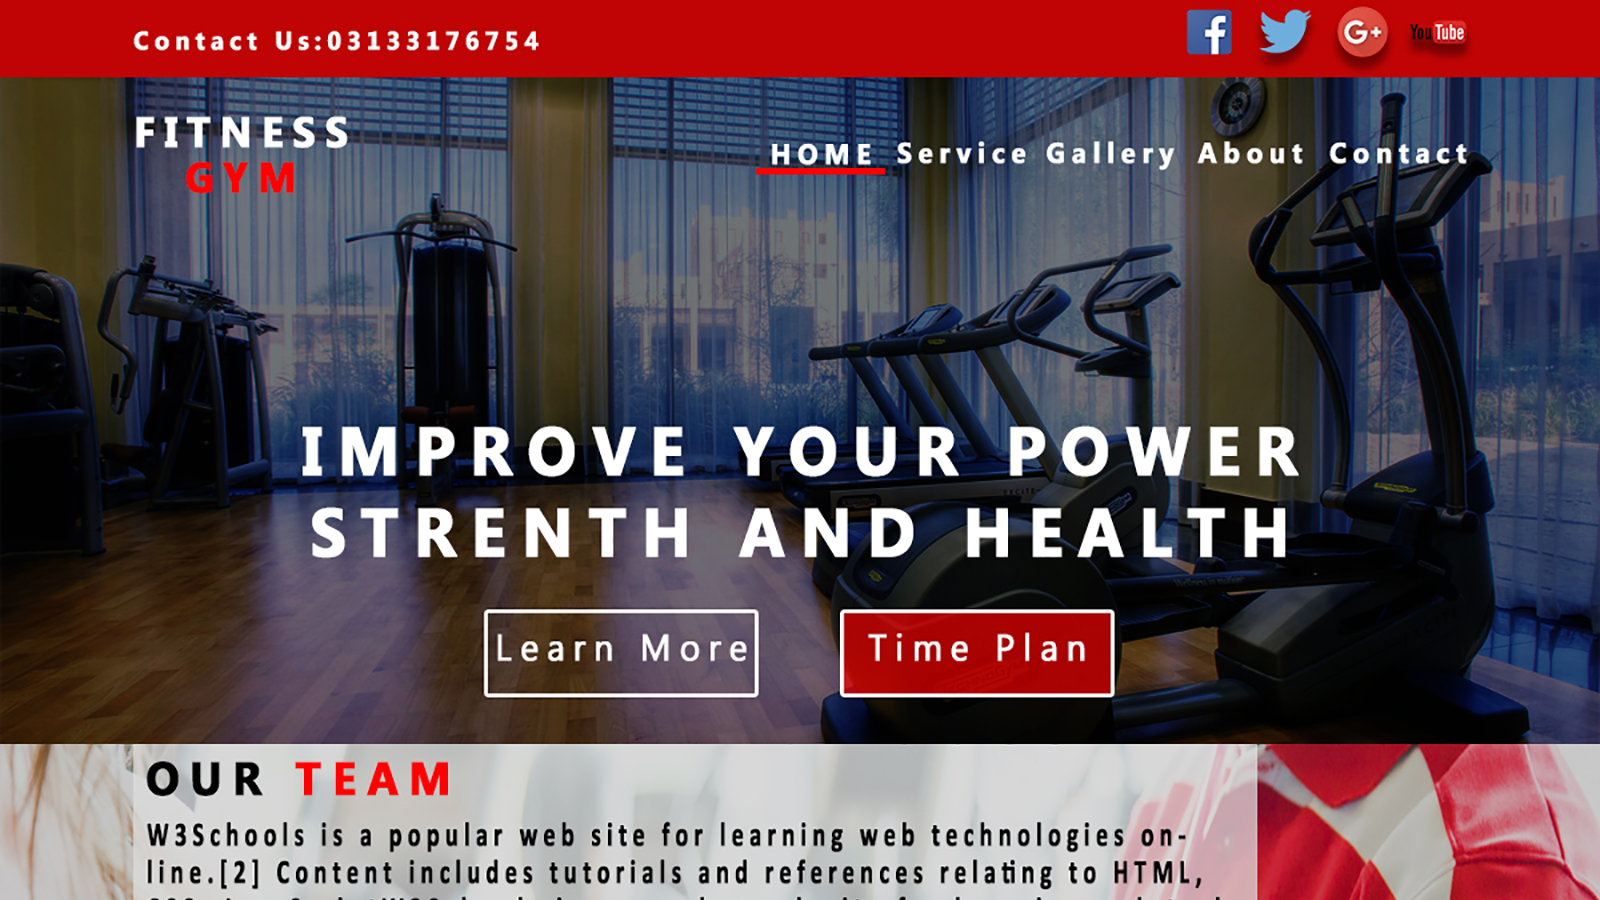 Contact Us:03133176754
You Tube
FITNESS
GYM
HOME Service Gallery About Contact
IMPROVE YOUR POWER
STRENTH AND HEALTH
Learn More
Time Plan
OUR TEAM
W3Schools is a popular web site for learning web technologies on-
line.[2] Content includes tutorials and references relating to HTML,